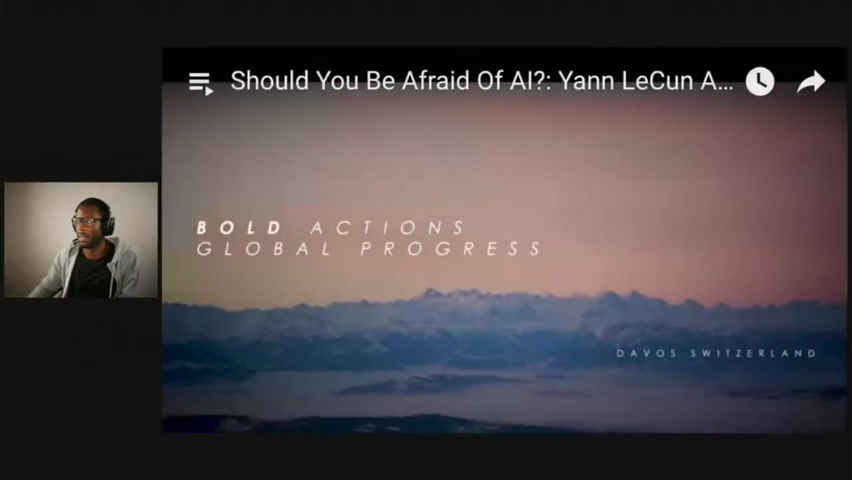 Should You Be Afraid Of AI?: Yann LeCun A...
BOLD ACTIONS
GLOBAL PROGRESS
DAVOS SWITZERLAND